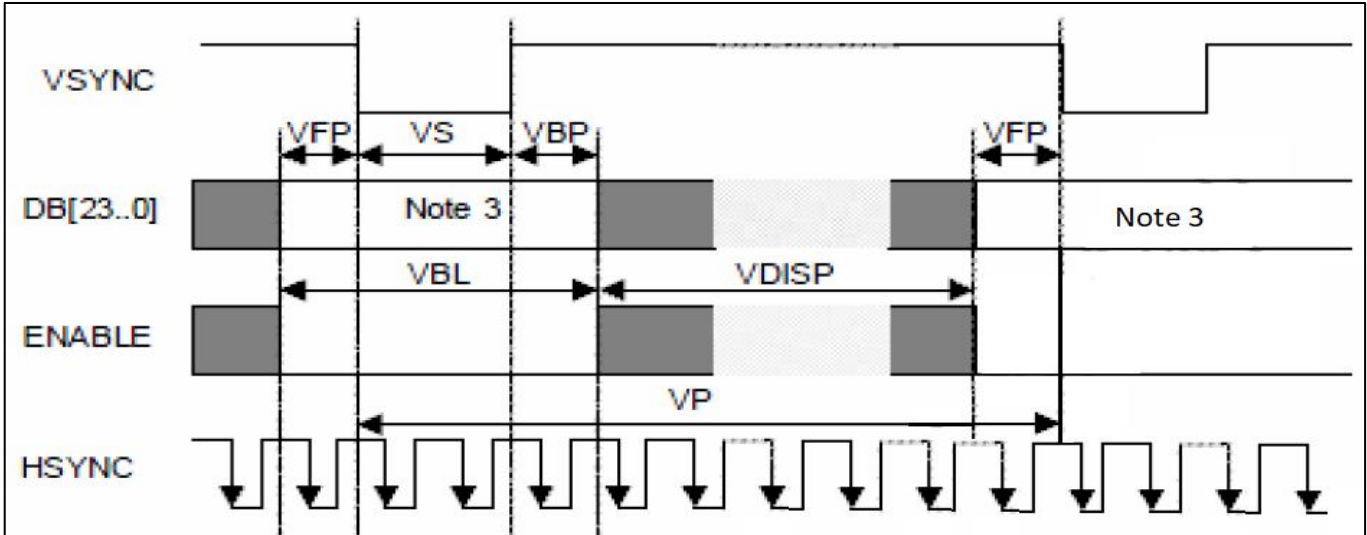 VSYNC
VFP VS VBP VFP
DB[23..0] Note 3 Note 3
VBL VDISP
ENABLE
VP
HSYNC